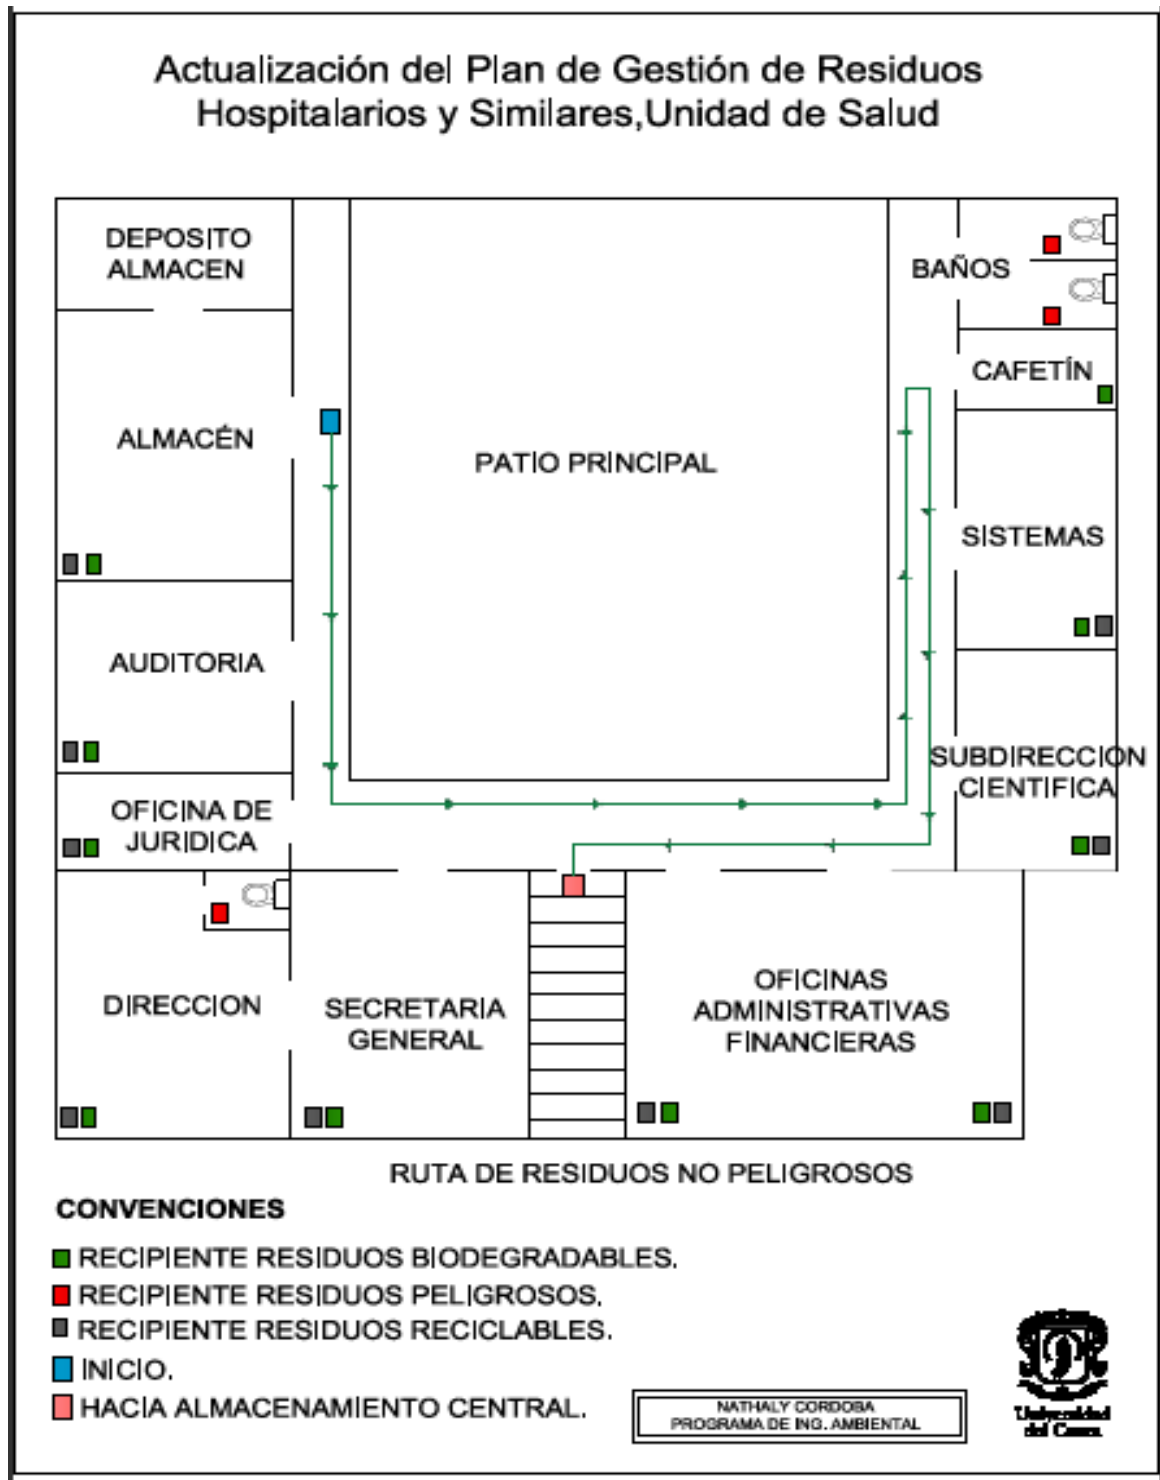 Actualización del Plan de Gestión de Residuos
Hospitalarios y Similares,Unidad de Salud
DEPOSITO
ALMACEN
BAÑOS
CAFETÍN
ALMACÉN
PATIO PRINCIPAL
SISTEMAS
AUDITORIA
SUBDIRECCION
CIENTIFICA
OFICINA DE
JURIDICA
DIRECCION
SECRETARIA
GENERAL
OFICINAS
ADMINISTRATIVAS
FINANCIERAS
RUTA DE RESIDUOS NO PELIGROSOS
CONVENCIONES
RECIPIENTE RESIDUOS BIODEGRADABLES.
RECIPIENTE RESIDUOS PELIGROSOS.
RECIPIENTE RESIDUOS RECICLABLES.
INICIO.
HACIA ALMACENAMIENTO CENTRAL.
NATHALY CORDOBA
PROGRAMA DE ING. AMBIENTAL
Universidad
del Cauca